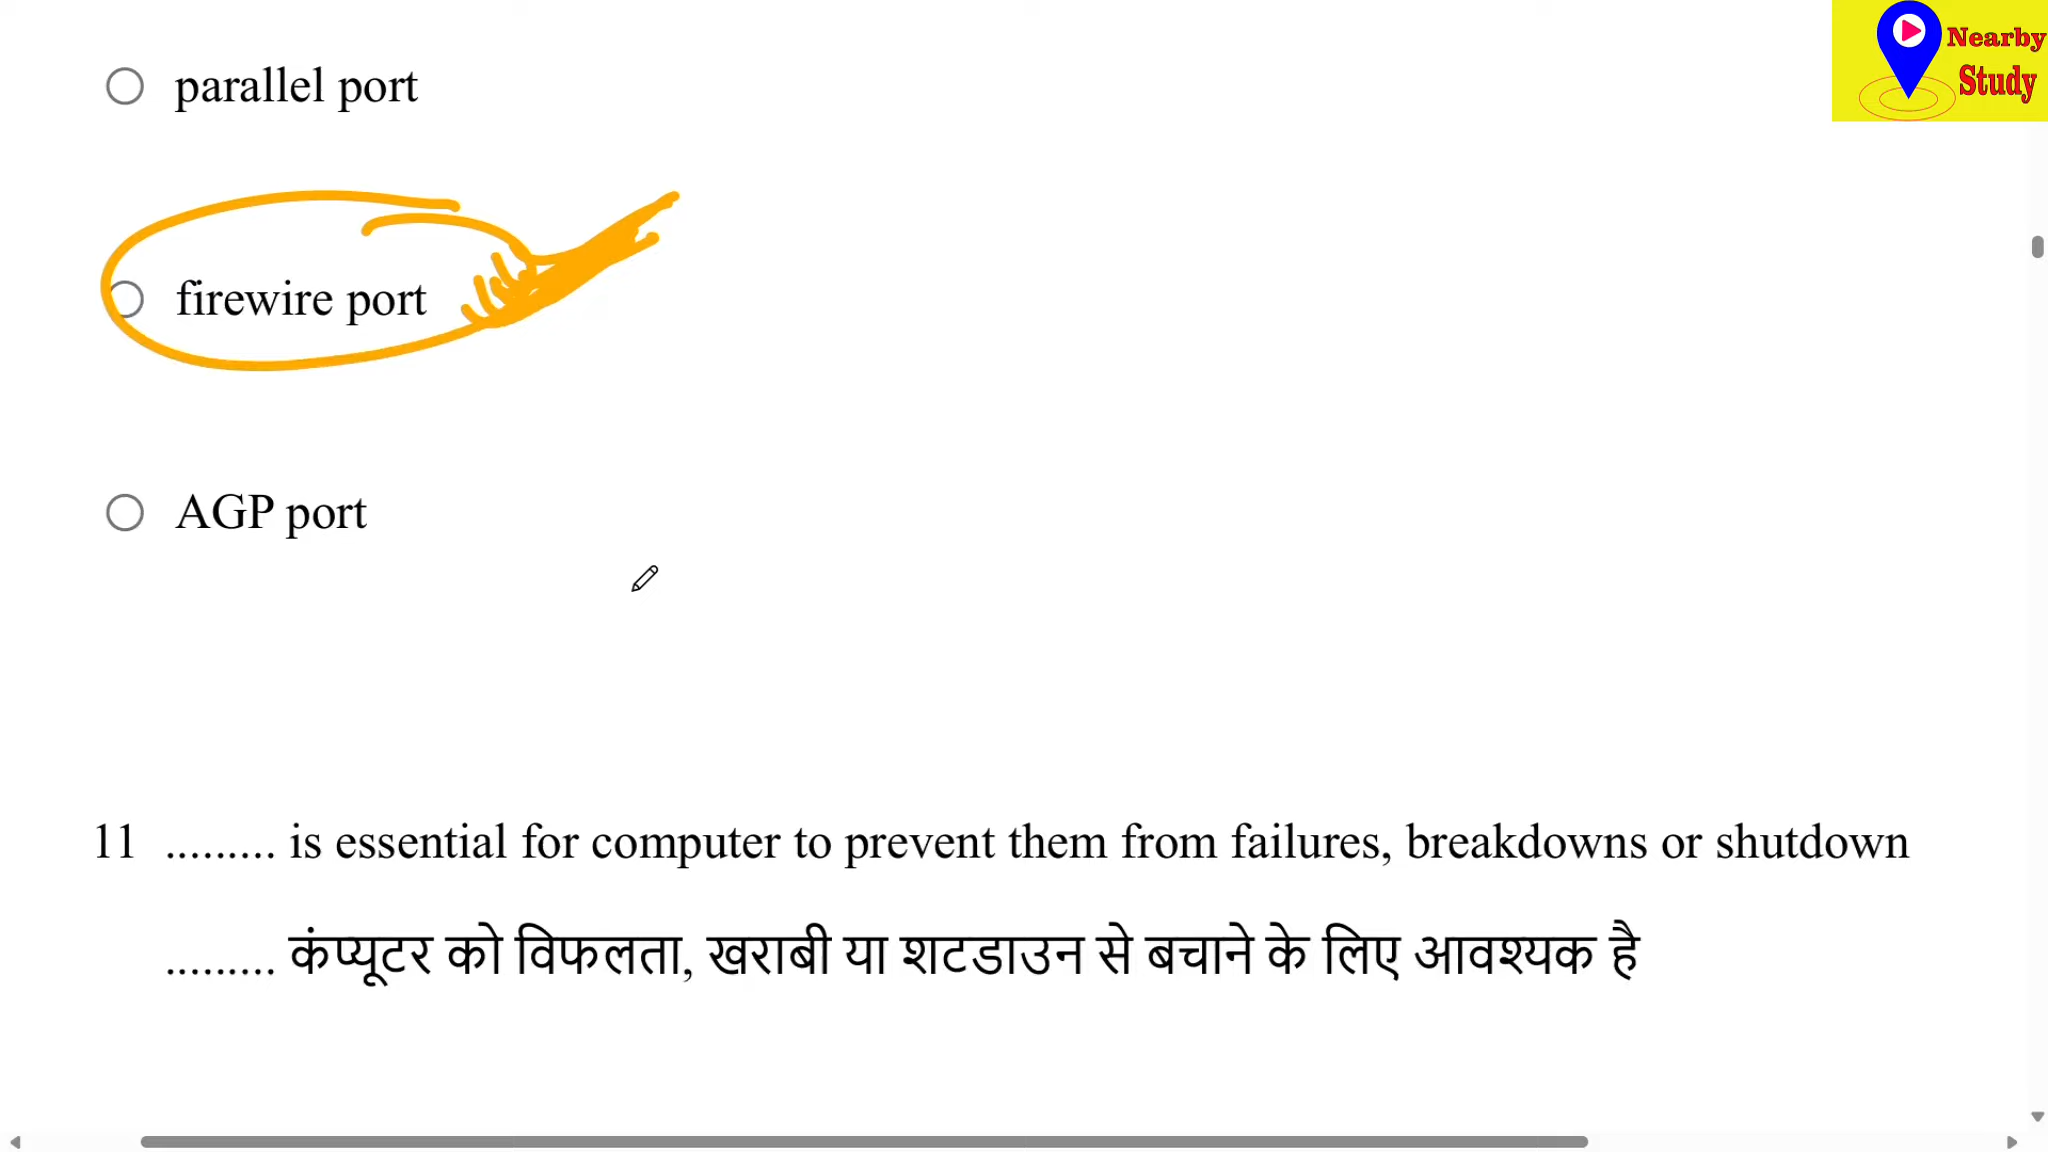 Nearby
Study
parallel port
firewire port
AGP port
11 ......... is essential for computer to prevent them from failures, breakdowns or shutdown
......... कंप्यूटर को विफलता, खराबी या शटडाउन से बचाने के लिए आवश्यक है